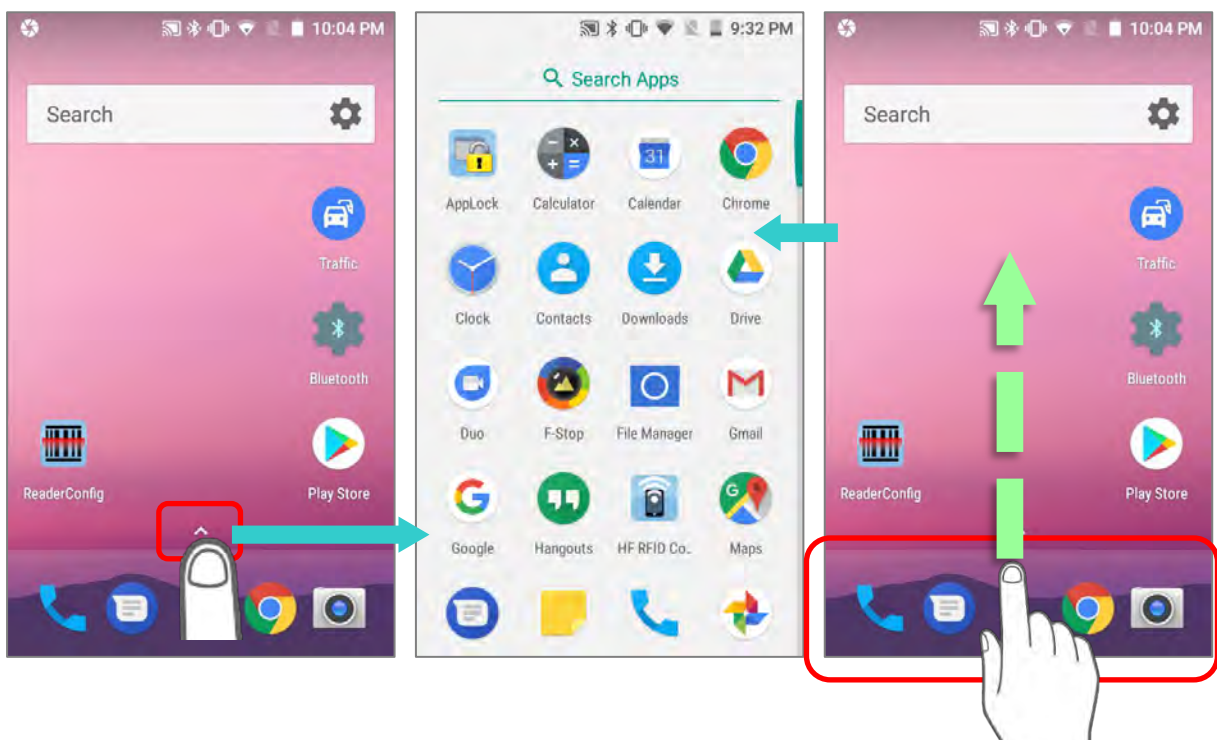 10:04 PM
Search
Traffic
Bluetooth
ReaderConfig
Play Store
9:32 PM
Search Apps
AppLock
Calculator
Calendar
Chrome
31
Clock
Contacts
Downloads
Drive
Duo
F-Stop
File Manager
Gmail
Google
Hangouts
HF RFID Co..
Maps
10:04 PM
Search
Traffic
Bluetooth
ReaderConfig
Play Store